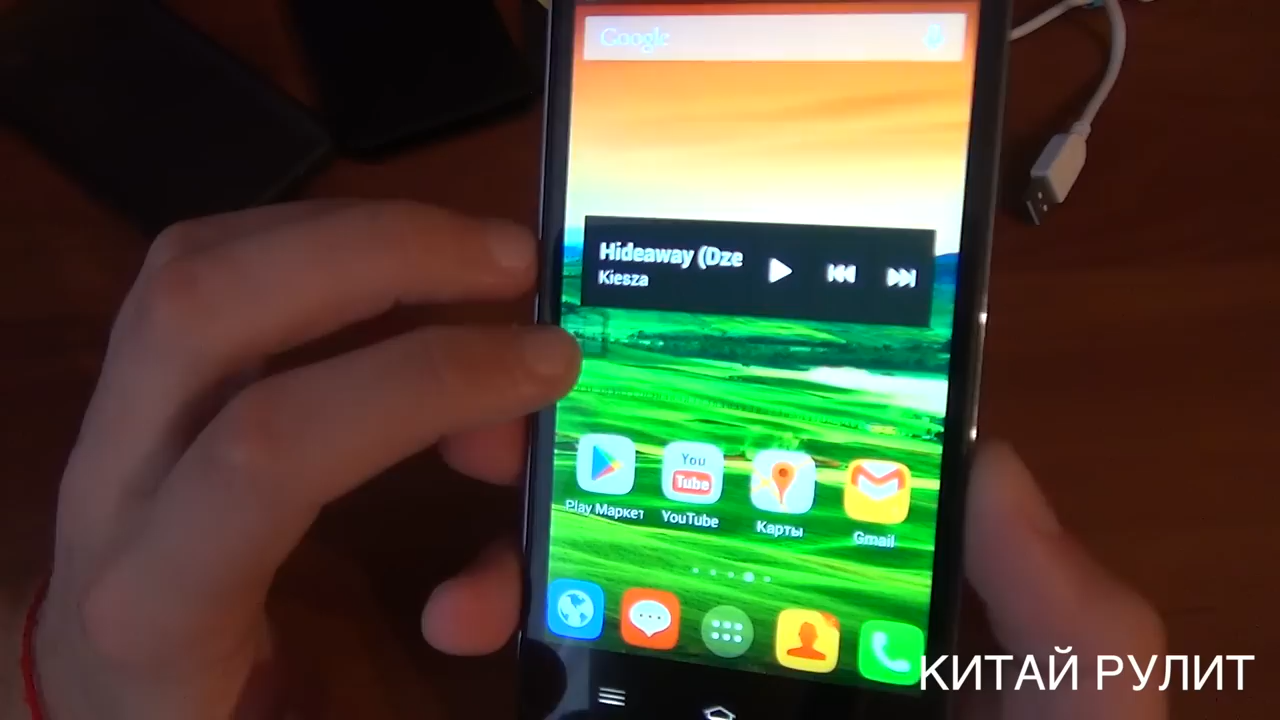 Google
Hideaway (Dze
Kiesza
You
Tube
Play Маркет YouTube Карты Gmail
КИТАЙ РУЛИТ